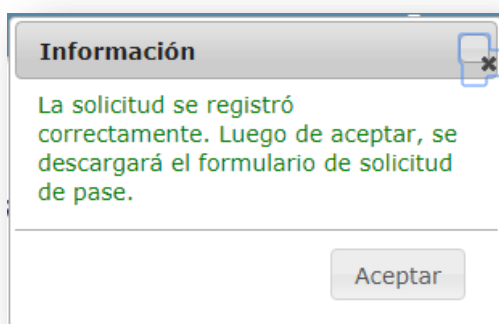 Información
La solicitud se registró
correctamente. Luego de aceptar, se
descargará el formulario de solicitud
de pase.
Aceptar